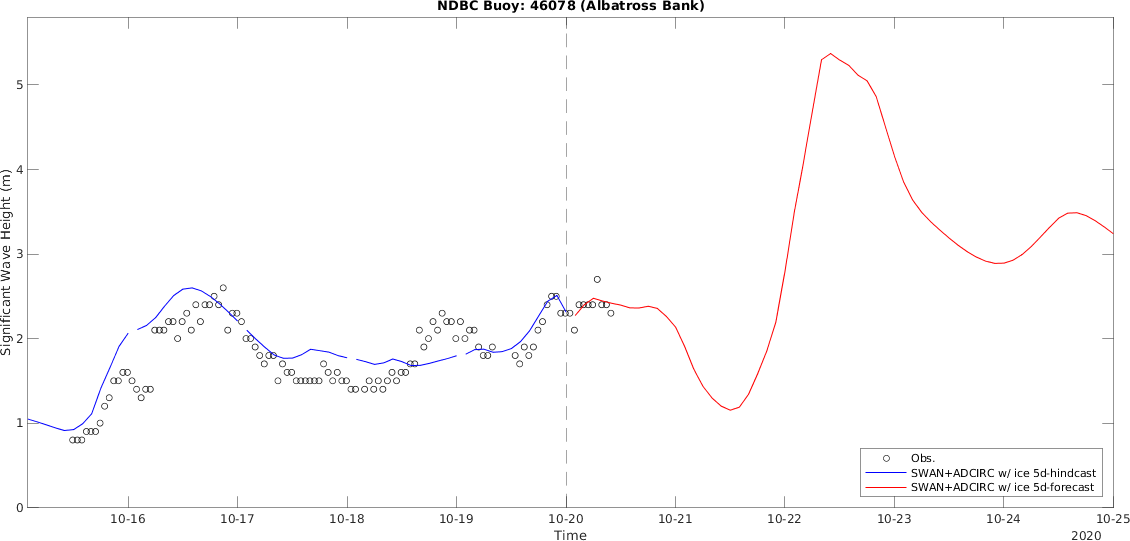 NDBC Buoy: 46078 (Albatross Bank)
Significant Wave Height (m)
5
4
3
2
1
0
10-16 10-17 10-18 10-19 10-20 10-21 10-22 10-23 10-24 10-25
Time
2020
Obs.
SWAN+ADCIRC w/ ice 5d-hindcast
SWAN+ADCIRC w/ ice 5d-forecast